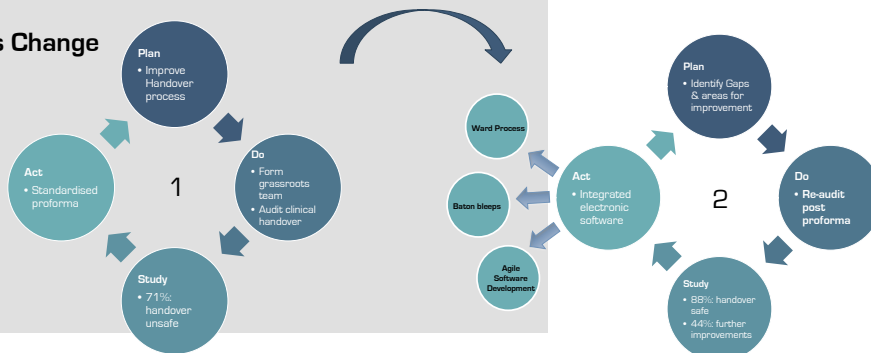 s Change
Plan
• Improve
Handover
process
Do
• Form
grassroots
team
• Audit clinical
handover
Study
• 71%:
handover
unsafe
Act
• Standardised
proforma
1
Ward Process
Baton bleeps
Agile
Software
Development
Plan
• Identify Gaps
& areas for
improvement
Do
• Re-audit
post
proforma
Study
• 88%: handover
safe
• 44%: further
improvements
Act
• Integrated
electronic
software
2